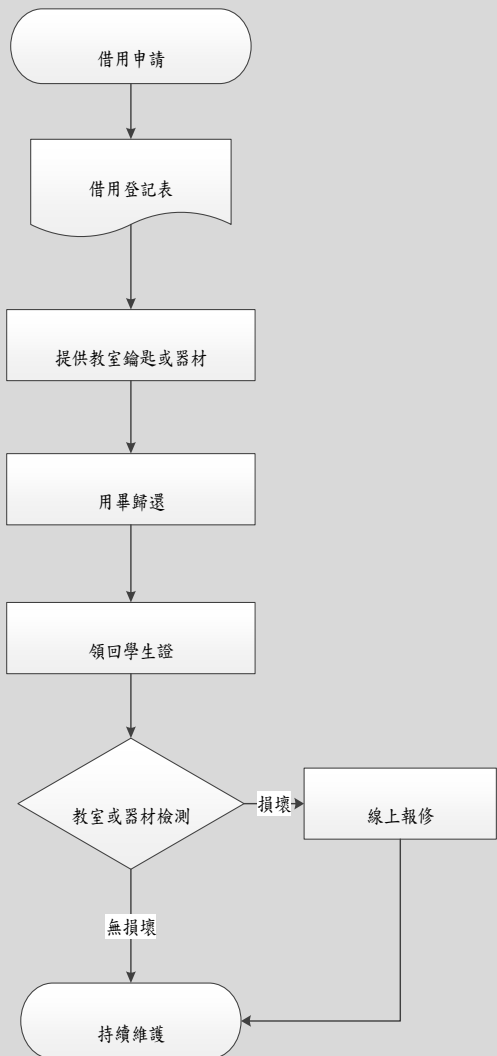 借用申請
借用登記表
提供教室鑰匙或器材
用畢歸還
領回學生證
教室或器材檢測
損壞
線上報修
無損壞
持續維護